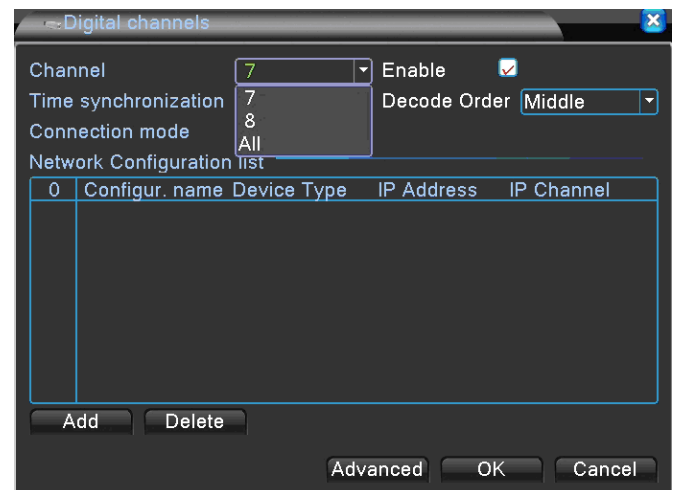 Digital channels
Channel 7 Enable
Time synchronization 7 Decode Order Middle
8
Connection mode
All
Network Configuration list
0 Configur. name Device Type IP Address IP Channel
Add Delete
Advanced OK Cancel